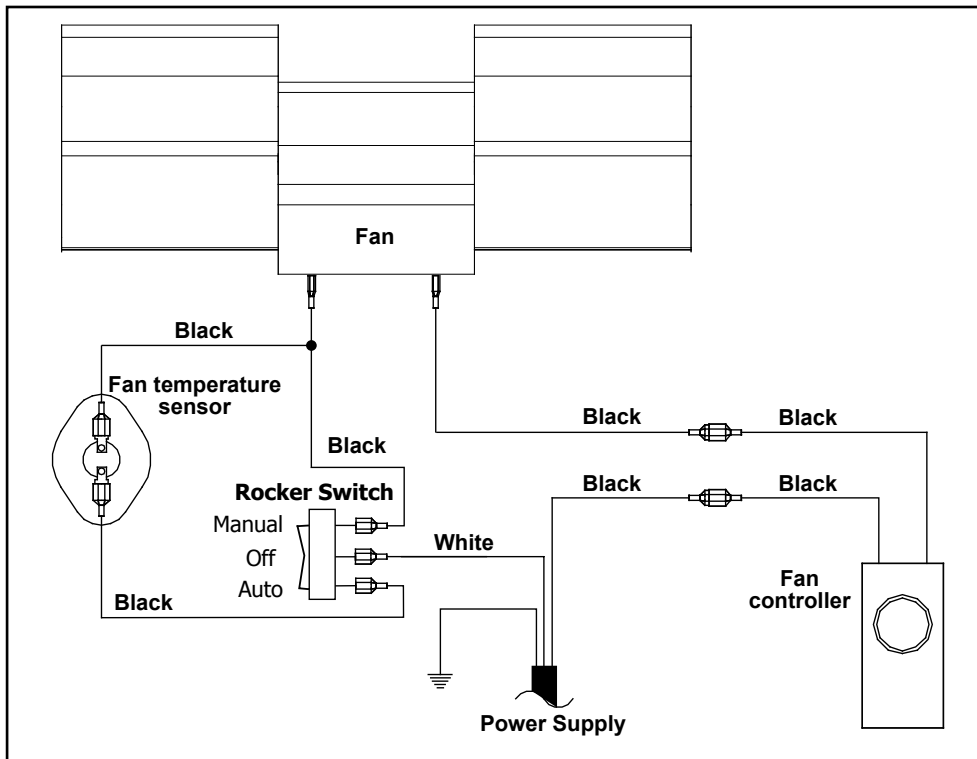 Fan
Black
Fan temperature
sensor
Black
Black
Black
Rocker Switch
Black
Black
Manual
Off
Auto
White
Black
Fan
controller
Power Supply